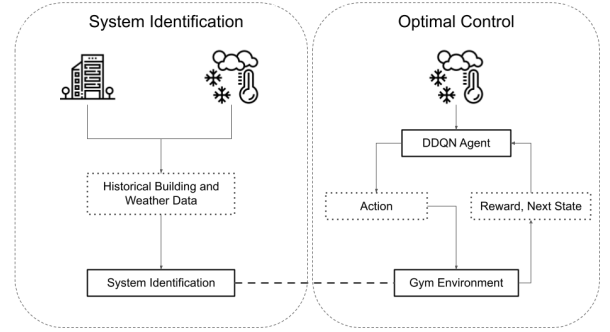 System Identification
Historical Building and
Weather Data
System Identification
Optimal Control
DDQN Agent
Action
Reward, Next State
Gym Environment